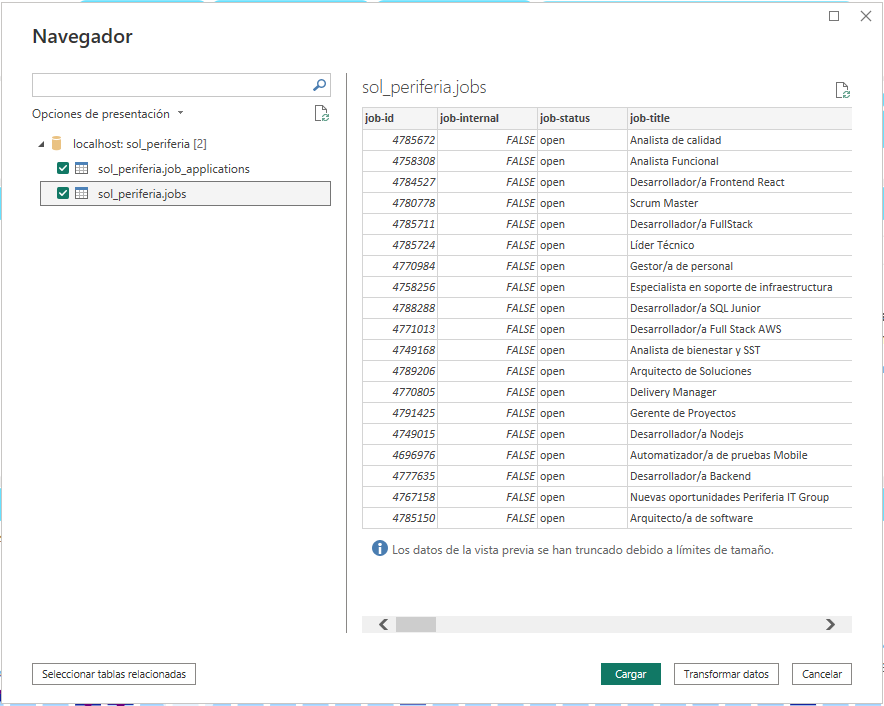 Navegador
Opciones de presentación
localhost: sol_periferia [2]
sol_periferia.job_applications
sol_periferia.jobs
sol_periferia.jobs
job-id job-internal job-status job-title
4785672 FALSE open Analista de calidad
4758308 FALSE open Analista Funcional
4784527 FALSE open Desarrollador/a Frontend React
4780778 FALSE open Scrum Master
4785711 FALSE open Desarrollador/a FullStack
4785724 FALSE open Líder Técnico
4770984 FALSE open Gestor/a de personal
4758256 FALSE open Especialista en soporte de infraestructura
4788288 FALSE open Desarrollador/a SQL Junior
4771013 FALSE open Desarrollador/a Full Stack AWS
4749168 FALSE open Analista de bienestar y SST
4789206 FALSE open Arquitecto de Soluciones
4770805 FALSE open Delivery Manager
4791425 FALSE open Gerente de Proyectos
4749015 FALSE open Desarrollador/a Nodejs
4696976 FALSE open Automatizador/a de pruebas Mobile
4777635 FALSE open Desarrollador/a Backend
4767158 FALSE open Nuevas oportunidades Periferia IT Group
4785150 FALSE open Arquitecto/a de software
Los datos de la vista previa se han truncado debido a límites de tamaño.
Seleccionar tablas relacionadas
Cargar
Transformar datos
Cancelar